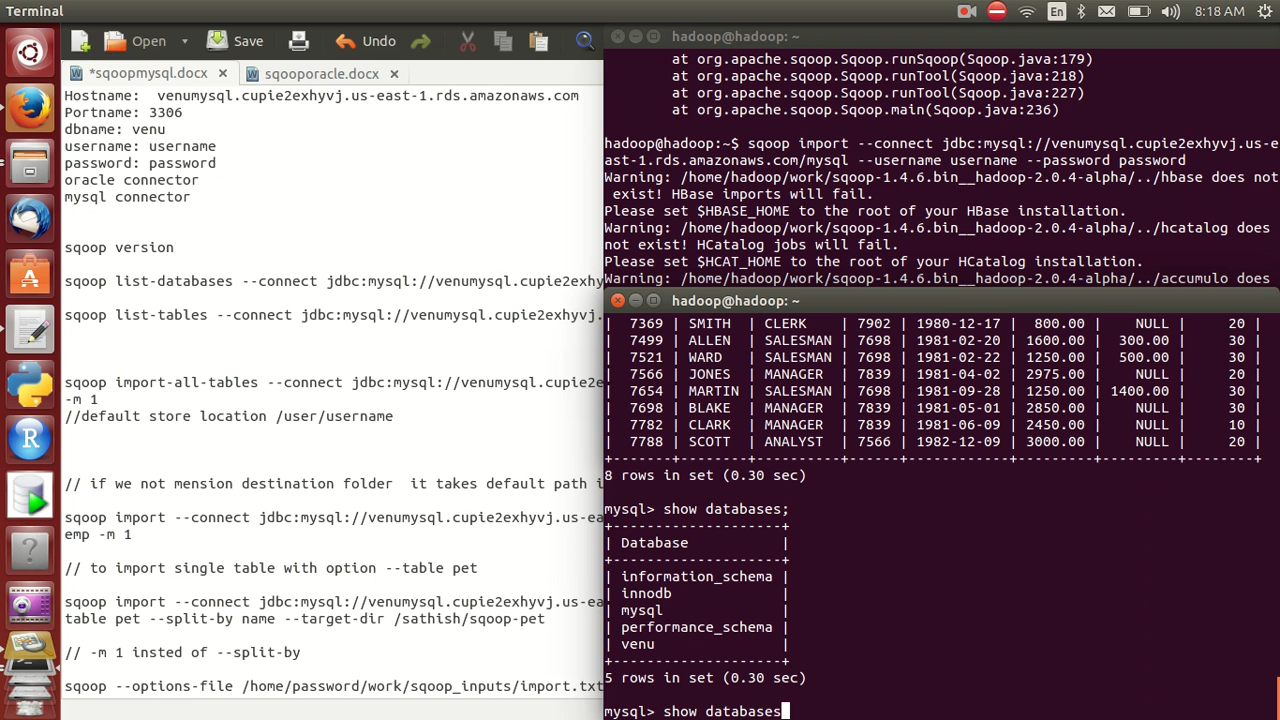 Terminal
En
8:18 AM
Open
Save
Undo
*sqoopmysql.docx
sqooporacle.docx
Hostname:  venumysql.cupie2exhyvj.us-east-1.rds.amazonaws.com
Portname: 3306
dbname: venu
username: username
password: password
oracle connector
mysql connector
sqoop version
sqoop list-databases --connect jdbc:mysql://venumysql.cupie2exhy
sqoop list-tables --connect jdbc:mysql://venumysql.cupie2exhyvj.
sqoop import-all-tables --connect jdbc:mysql://venumysql.cupie2e
-m 1
//default store location /user/username
// if we not mension destination folder  it takes default path i
sqoop import --connect jdbc:mysql://venumysql.cupie2exhyvj.us-ea
emp -m 1
// to import single table with option --table pet
sqoop import --connect jdbc:mysql://venumysql.cupie2exhyvj.us-ea
table pet --split-by name --target-dir /sathish/sqoop-pet
// -m 1 insted of --split-by
sqoop --options-file /home/password/work/sqoop_inputs/import.txt
hadoop@hadoop: ~
at org.apache.sqoop.Sqoop.runSqoop(Sqoop.java:179)
at org.apache.sqoop.Sqoop.runTool(Sqoop.java:218)
at org.apache.sqoop.Sqoop.runTool(Sqoop.java:227)
at org.apache.sqoop.Sqoop.main(Sqoop.java:236)
hadoop@hadoop:~$ sqoop import --connect jdbc:mysql://venumysql.cupie2exhyvj.us-e
ast-1.rds.amazonaws.com/mysql --username username --password password
Warning: /home/hadoop/work/sqoop-1.4.6.bin__hadoop-2.0.4-alpha/../hbase does not
exist! HBase imports will fail.
Please set $HBASE_HOME to the root of your HBase installation.
Warning: /home/hadoop/work/sqoop-1.4.6.bin__hadoop-2.0.4-alpha/../hcatalog does
not exist! HCatalog jobs will fail.
Please set $HCAT_HOME to the root of your HCatalog installation.
Warning: /home/hadoop/work/sqoop-1.4.6.bin__hadoop-2.0.4-alpha/../accumulo does
hadoop@hadoop: ~
| 7369 | SMITH | CLERK | 7902 | 1980-12-17 | 800.00 | NULL | 20 |
| 7499 | ALLEN | SALESMAN | 7698 | 1981-02-20 | 1600.00 | 300.00 | 30 |
| 7521 | WARD | SALESMAN | 7698 | 1981-02-22 | 1250.00 | 500.00 | 30 |
| 7566 | JONES | MANAGER | 7839 | 1981-04-02 | 2975.00 | NULL | 20 |
| 7654 | MARTIN | SALESMAN | 7698 | 1981-09-28 | 1250.00 | 1400.00 | 30 |
| 7698 | BLAKE | MANAGER | 7839 | 1981-05-01 | 2850.00 | NULL | 30 |
| 7782 | CLARK | MANAGER | 7839 | 1981-06-09 | 2450.00 | NULL | 10 |
| 7788 | SCOTT | ANALYST | 7566 | 1982-12-09 | 3000.00 | NULL | 20 |
+------+--------+----------+------+------------+---------+---------+--------+
8 rows in set (0.30 sec)
mysql> show databases;
+--------------------+
| Database           |
+--------------------+
| information_schema |
| innodb             |
| mysql              |
| performance_schema |
| venu               |
+--------------------+
5 rows in set (0.30 sec)
mysql> show databases